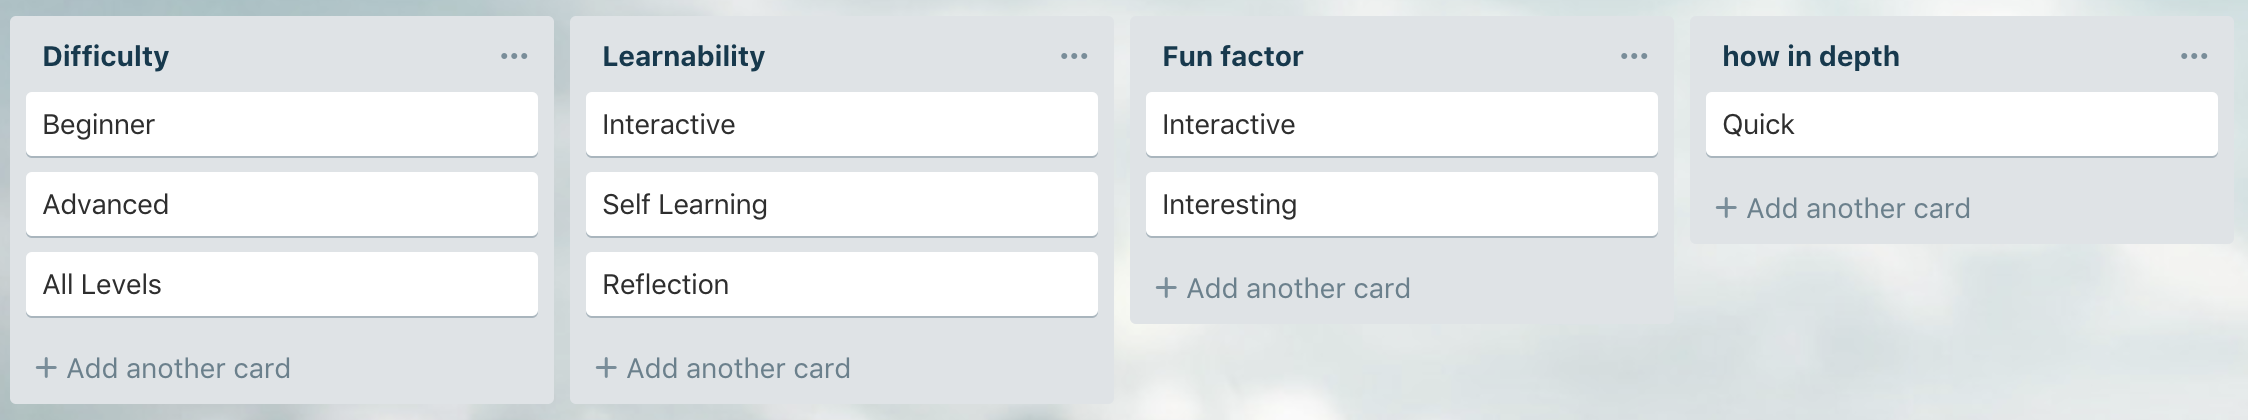 Difficulty
Beginner
Advanced
All Levels
+ Add another card
Learnability
Interactive
Self Learning
Reflection
+ Add another card
Fun factor
Interactive
Interesting
+ Add another card
how in depth
Quick
+ Add another card